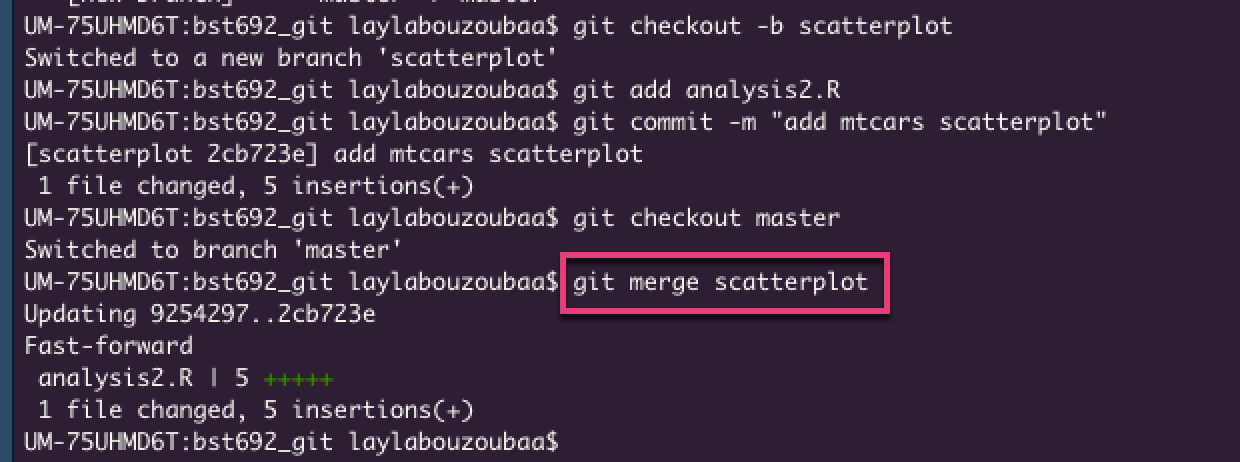 UM-75UHMD6T:bst692_git laylabouzoubaa$ git checkout -b scatterplot
Switched to a new branch 'scatterplot'
UM-75UHMD6T:bst692_git laylabouzoubaa$ git add analysis2.R
UM-75UHMD6T:bst692_git laylabouzoubaa$ git commit -m "add mtcars scatterplot"
[scatterplot 2cb723e] add mtcars scatterplot
 1 file changed, 5 insertions(+)
UM-75UHMD6T:bst692_git laylabouzoubaa$ git checkout master
Switched to branch 'master'
UM-75UHMD6T:bst692_git laylabouzoubaa$ git merge scatterplot
Updating 9254297..2cb723e
Fast-forward
 analysis2.R | 5 +++++
 1 file changed, 5 insertions(+)
UM-75UHMD6T:bst692_git laylabouzoubaa$